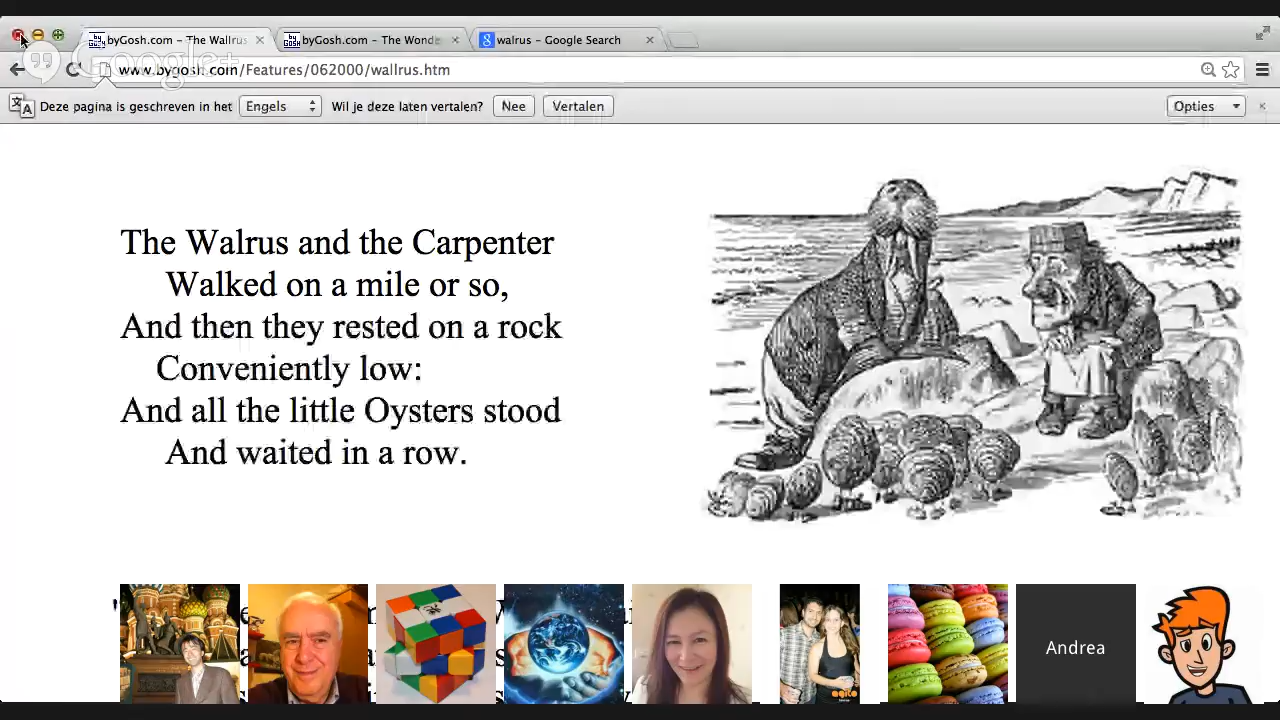 byGosh.com – The Wallrus
byGosh.com – The Wonde
walrus – Google Search
Google+
www.bygosh.com/Features/062000/wallrus.htm
Deze pagina is geschreven in het Engels Wil je deze laten vertalen? Nee Vertalen Opties
The Walrus and the Carpenter
Walked on a mile or so,
And then they rested on a rock
Conveniently low:
And all the little Oysters stood
And waited in a row.
Andrea